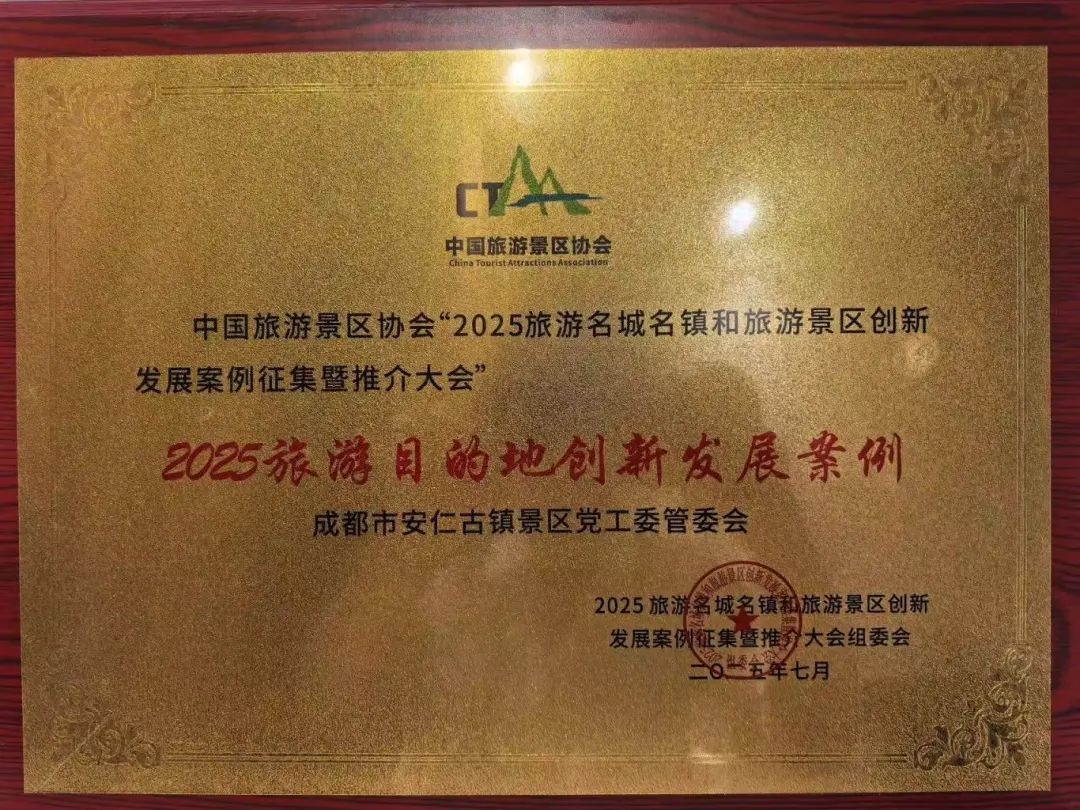 CTAA
中国旅游景区协会
China Tourist Attractions Association
中国旅游景区协会“2025旅游名城名镇和旅游景区创新
发展案例征集暨推介大会”
2025旅游目的地创新发展案例
成都市安仁古镇景区党工委管委会
2025 旅游名城名镇和旅游景区创新
发展案例征集暨推介大会组委会
二〇二五年七月